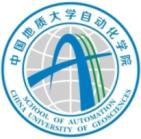 中国地质大学自动化学院
SCHOOL OF AUTOMATION
CHINA UNIVERSITY OF GEOSCIENCES